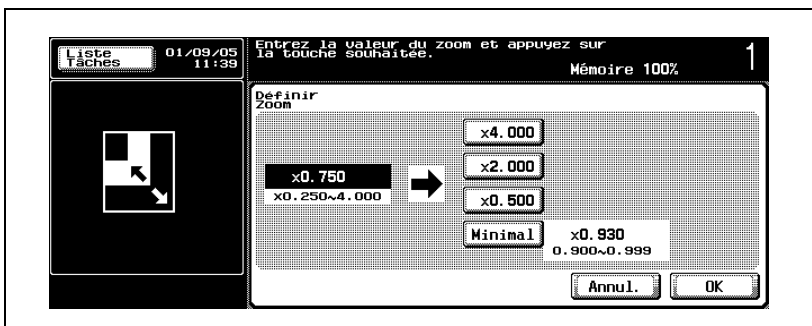 Liste
Tâches
01/09/05
11:39
Entrez la valeur du zoom et appuyez sur
la touche souhaitée.
Mémoire 100%
1
Définir
Zoom
x4.000
x2.000
x0.750
x0.250~4.000
x0.500
Minimal
x0.930
0.900~0.999
Annul.
OK